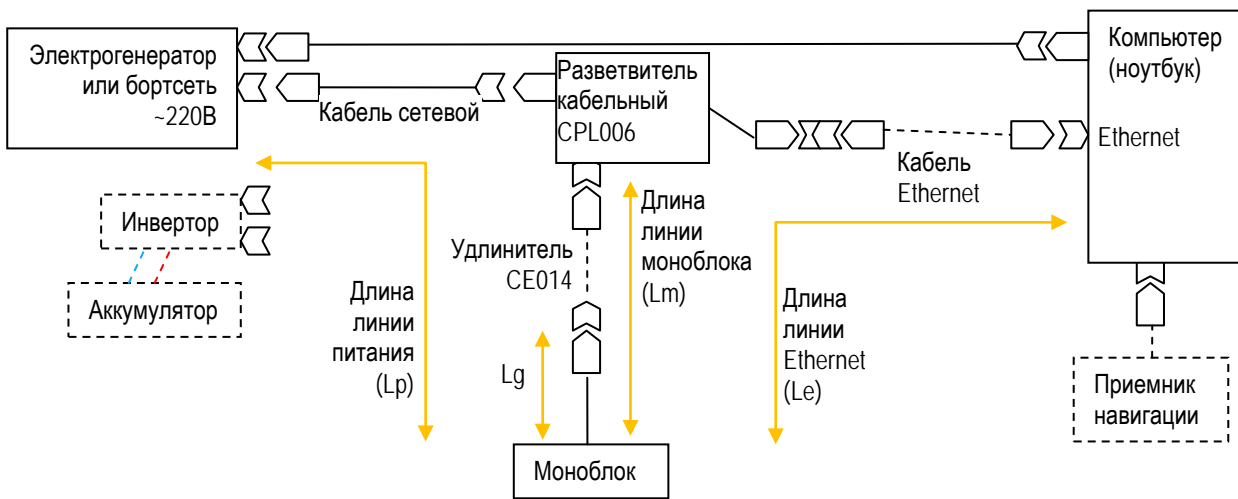 Электрогенератор
или бортсеть
~220В
Кабель сетевой
Разветвитель
кабельный
CPL006
Компьютер
(ноутбук)
Ethernet
Кабель
Ethernet
Инвертор
Аккумулятор
Длина
линии
питания
(Lp)
Удлинитель
CE014
Lg
Длина
линии
моноблока
(Lm)
Длина
линии
Ethernet
(Le)
Приемник
навигации
Моноблок